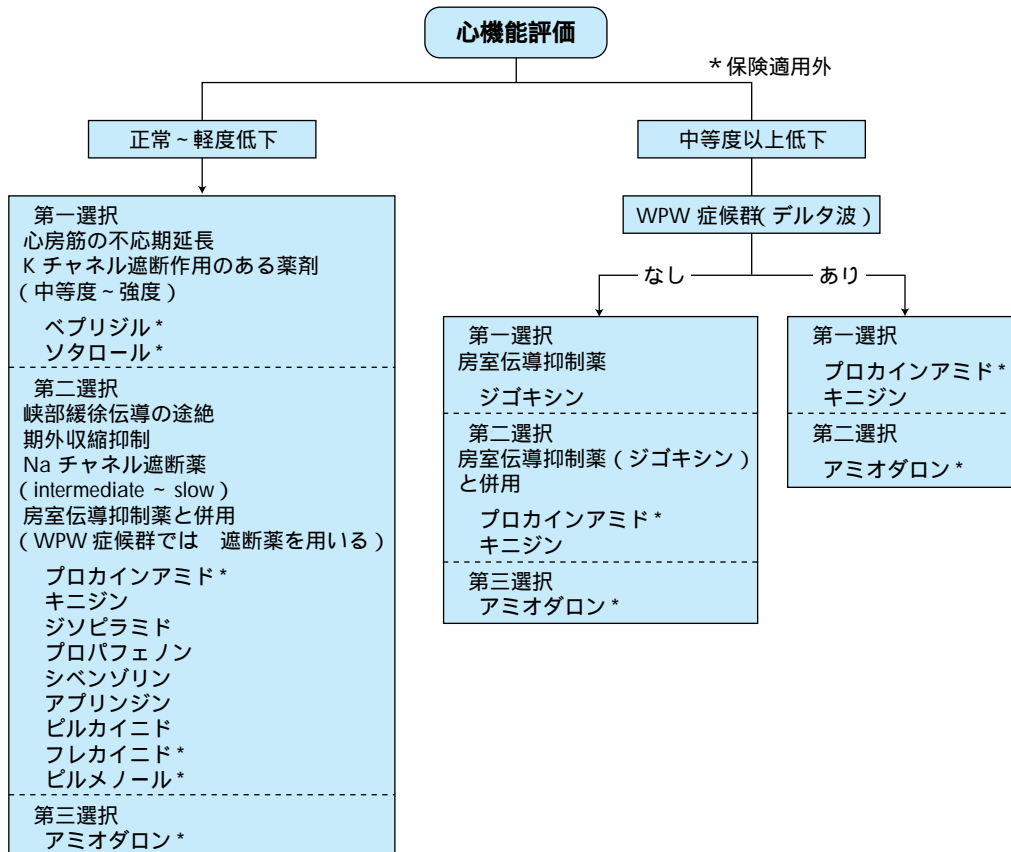 心機能評価
*保険適用外
正常~軽度低下
第一選択
心房筋の不応期延長
K チャネル遮断作用のある薬剤
(中等度~強度)
ベプリジル*
ソタロール*
第二選択
峡部緩徐伝導の途絶
期外収縮抑制
Na チャネル遮断薬
(intermediate ~ slow)
房室伝導抑制薬と併用
(WPW 症候群では　遮断薬を用いる)
プロカインアミド*
キニジン
ジソピラミド
プロパフェノン
シベンゾリン
アプリンジン
ピルカイニド
フレカイニド*
ピルメノール*
第三選択
アミオダロン*
中等度以上低下
WPW 症候群(デルタ波)
なし
第一選択
房室伝導抑制薬
ジゴキシン
第二選択
房室伝導抑制薬(ジゴキシン)
と併用
プロカインアミド*
キニジン
第三選択
アミオダロン*
あり
第一選択
プロカインアミド*
キニジン
第二選択
アミオダロン*